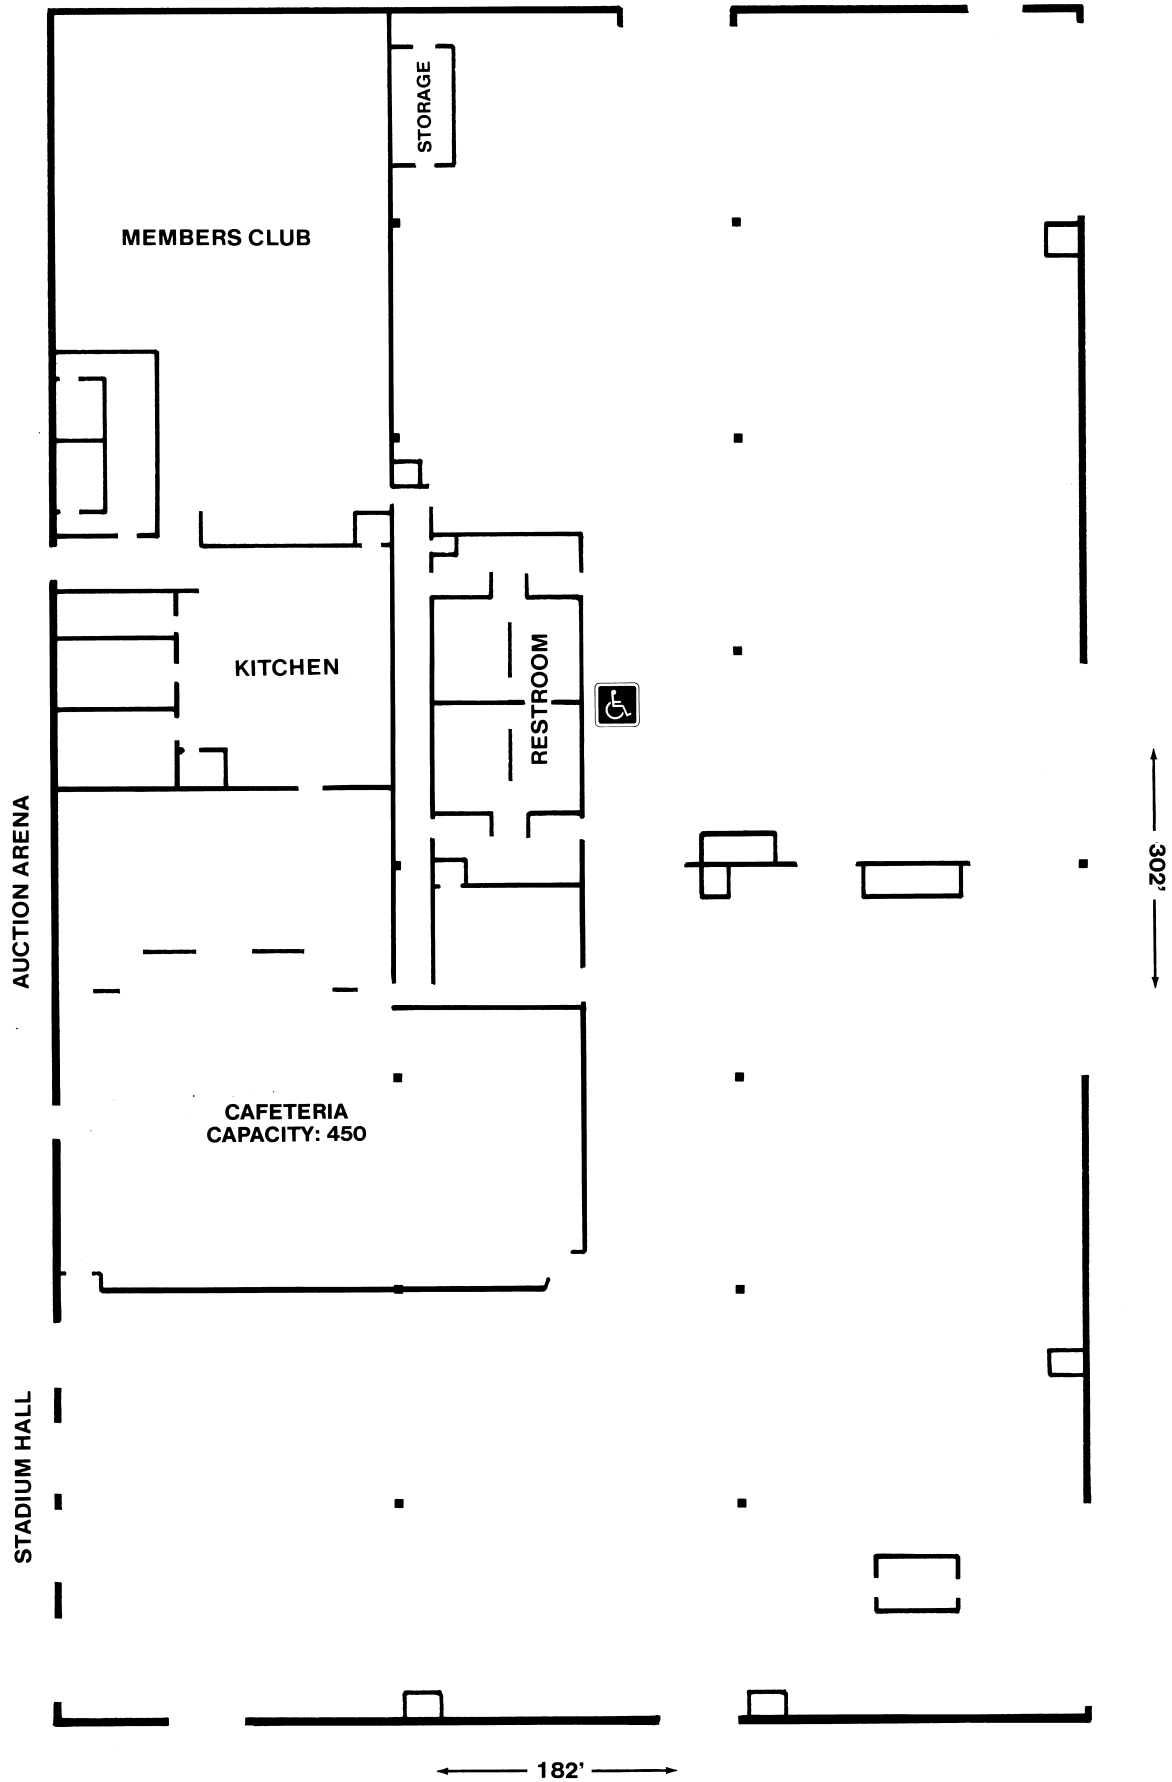 STORAGE
MEMBERS CLUB
KITCHEN
RESTROOM
AUCTION ARENA
302’
CAFETERIA
CAPACITY: 450
STADIUM HALL
182’